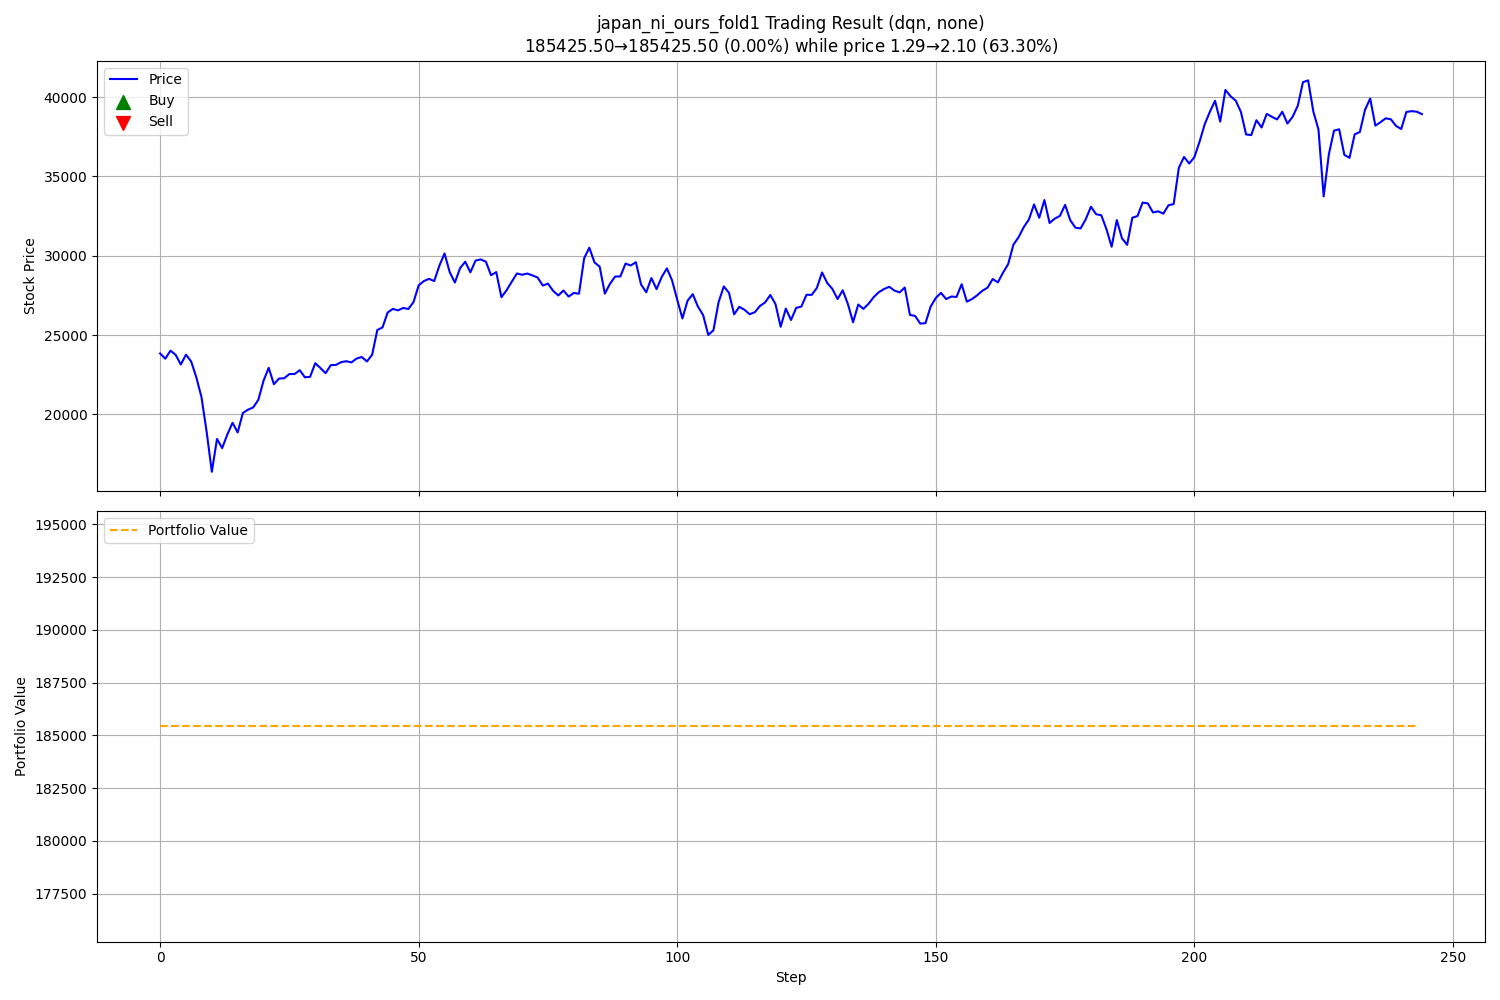 japan_ni_ours_fold1 Trading Result (dqn, none)
185425.50→185425.50 (0.00%) while price 1.29→2.10 (63.30%)
Price
Buy
Sell
Stock Price
40000
35000
30000
25000
20000
Portfolio Value
Portfolio Value
195000
192500
190000
187500
185000
182500
180000
177500
0
50
100
150
200
250
Step